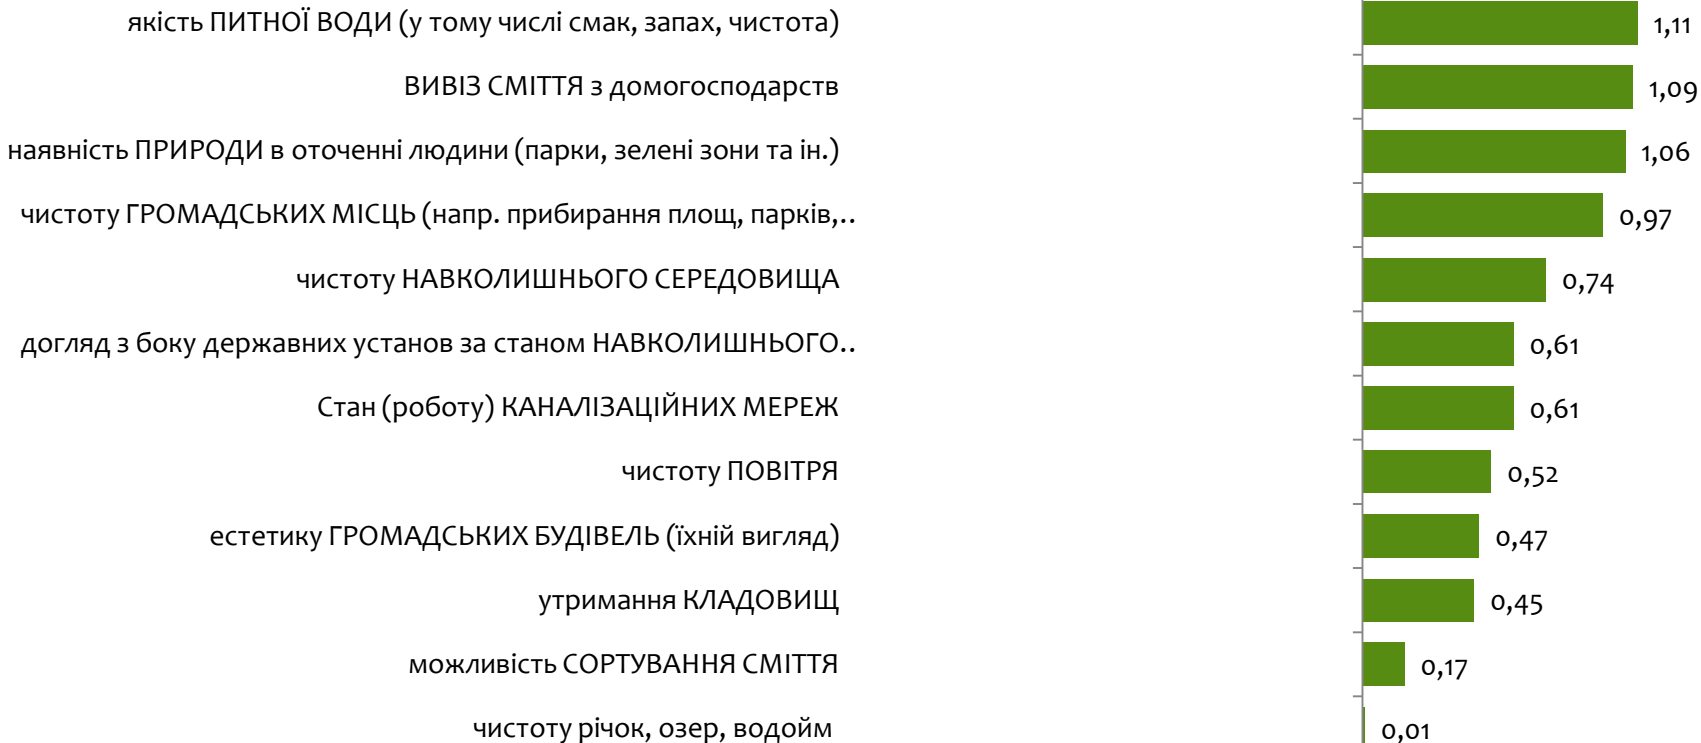 якість ПИТНОЇ ВОДИ (у тому числі смак, запах, чистота) 1,11
ВИВІЗ СМІТТЯ з домогосподарств 1,09
наявність ПРИРОДИ в оточенні людини (парки, зелені зони та ін.) 1,06
чистоту ГРОМАДСЬКИХ МІСЦЬ (напр. прибирання площ, парків,.. 0,97
чистоту НАВКОЛИШНЬОГО СЕРЕДОВИЩА 0,74
догляд з боку державних установ за станом НАВКОЛИШНЬОГО.. 0,61
Стан (роботу) КАНАЛІЗАЦІЙНИХ МЕРЕЖ 0,61
чистоту ПОВІТРЯ 0,52
естетику ГРОМАДСЬКИХ БУДІВЕЛЬ (їхній вигляд) 0,47
утримання КЛАДОВИЩ 0,45
можливість СОРТУВАННЯ СМІТТЯ 0,17
чистоту річок, озер, водойм 0,01